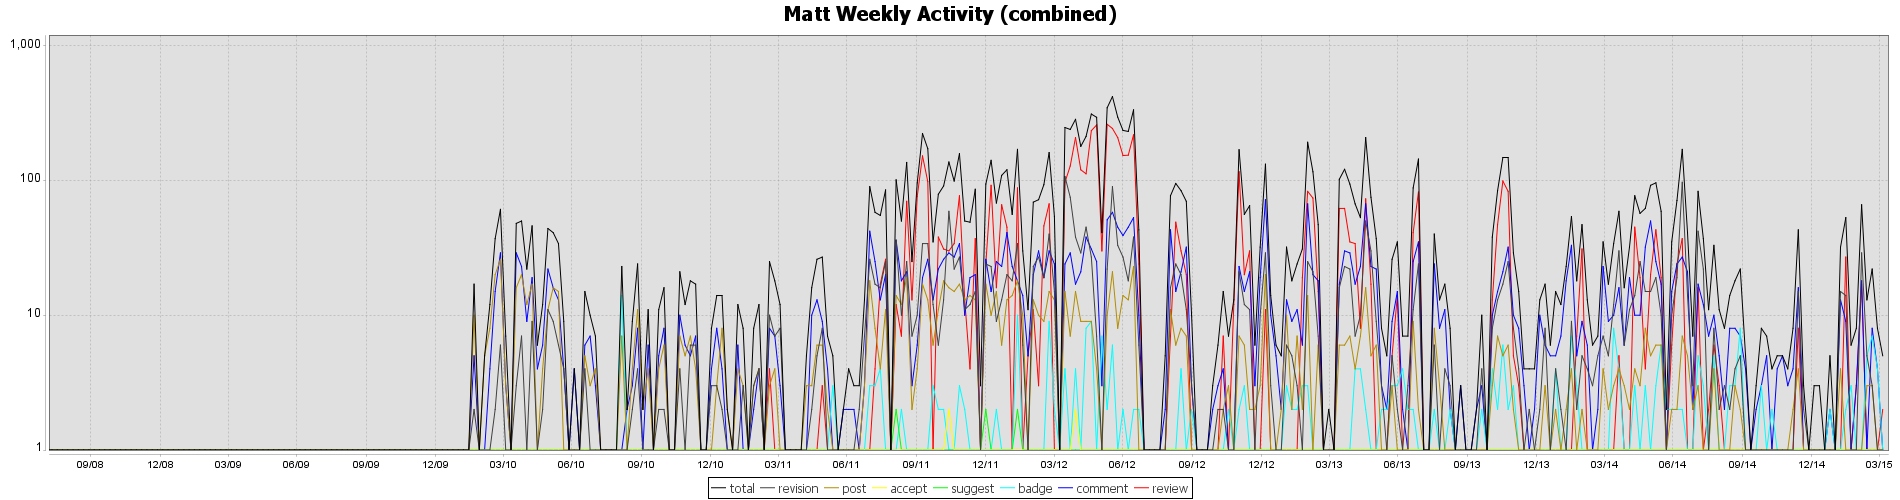 Matt Weekly Activity (combined)
1,000
100
10
1
09/08 12/08 03/09 06/09 09/09 12/09 03/10 06/10 09/10 12/10 03/11 06/11 09/11 12/11 03/12 06/12 09/12 12/12 03/13 06/13 09/13 12/13 03/14 06/14 09/14 12/14 03/15
total revision post accept suggest badge comment review